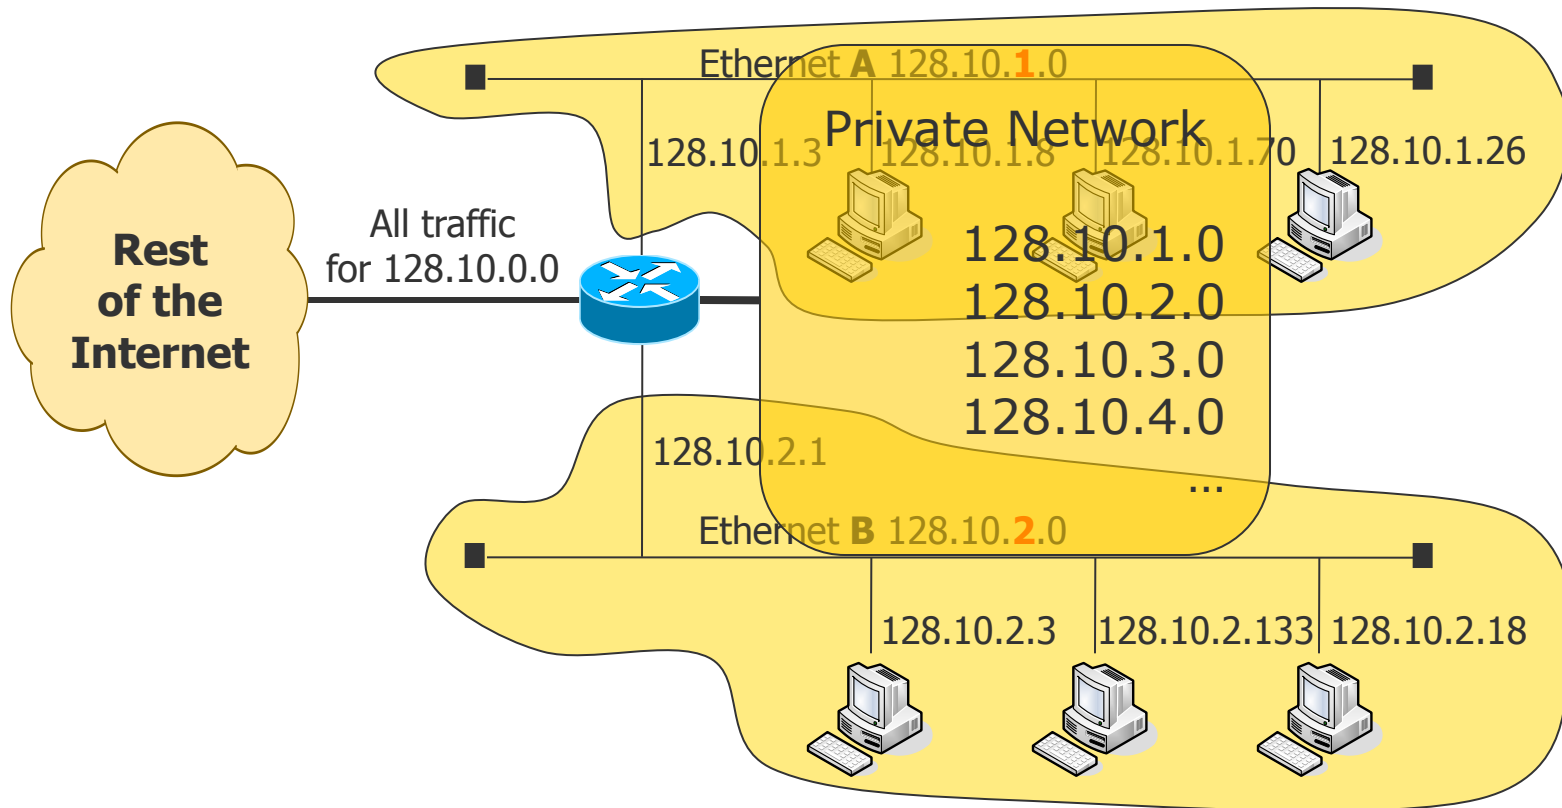 Ethernet A 128.10.1.0
Private Network
128.10.1.3
128.10.1.8
128.10.1.70
128.10.1.26
All traffic
for 128.10.0.0
Rest
of the
Internet
128.10.1.0
128.10.2.0
128.10.3.0
128.10.4.0
...
128.10.2.1
Ethernet B 128.10.2.0
128.10.2.3
128.10.2.133
128.10.2.18